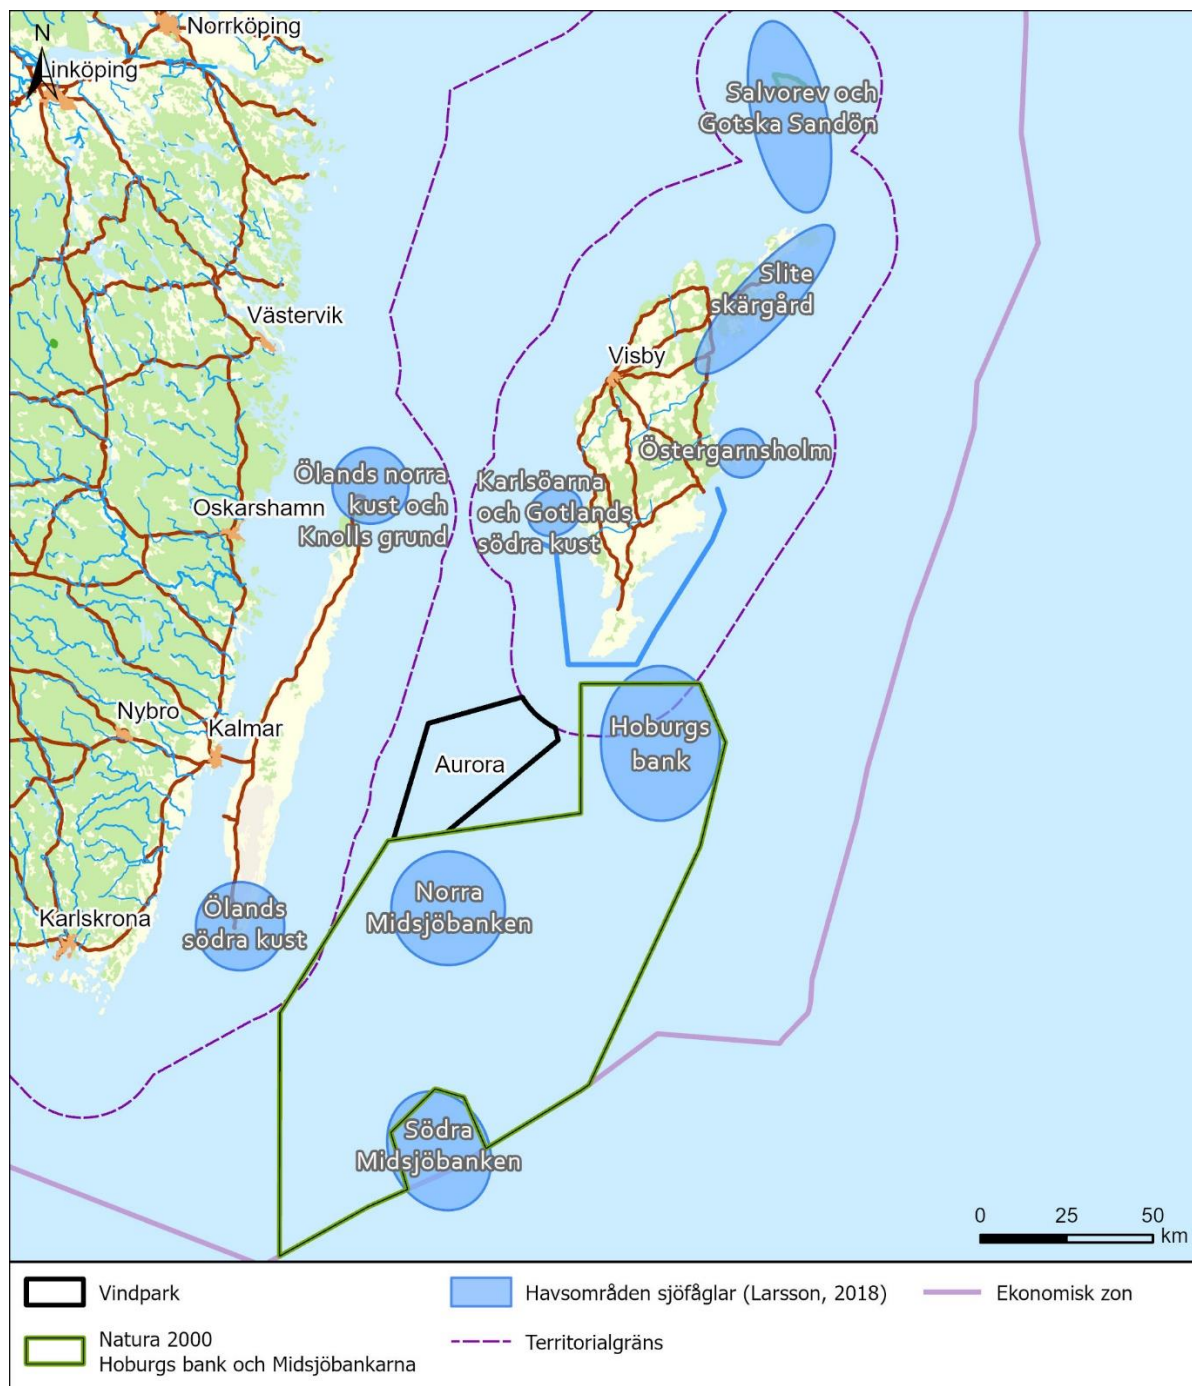 Norrköping
N
Linköping
Salvorev och
Gotska Sandön
Slite
skärgård
Västervik
Visby
Östergarnsholm
Ölands norra
kust och
Knolls grund
Karlsöarna
och Gotlands
södra kust
Oskarshamn
Nybro
Kalmar
Hoburgs
bank
Aurora
Norra
Midsjöbanken
Ölands
södra kust
Karlskrona
Södra
Midsjöbanken
0 25 50
km
Vindpark
Havsområden sjöfåglar (Larsson, 2018)
Ekonomisk zon
Natura 2000
Hoburgs bank och Midsjöbankarna
Territorialgräns